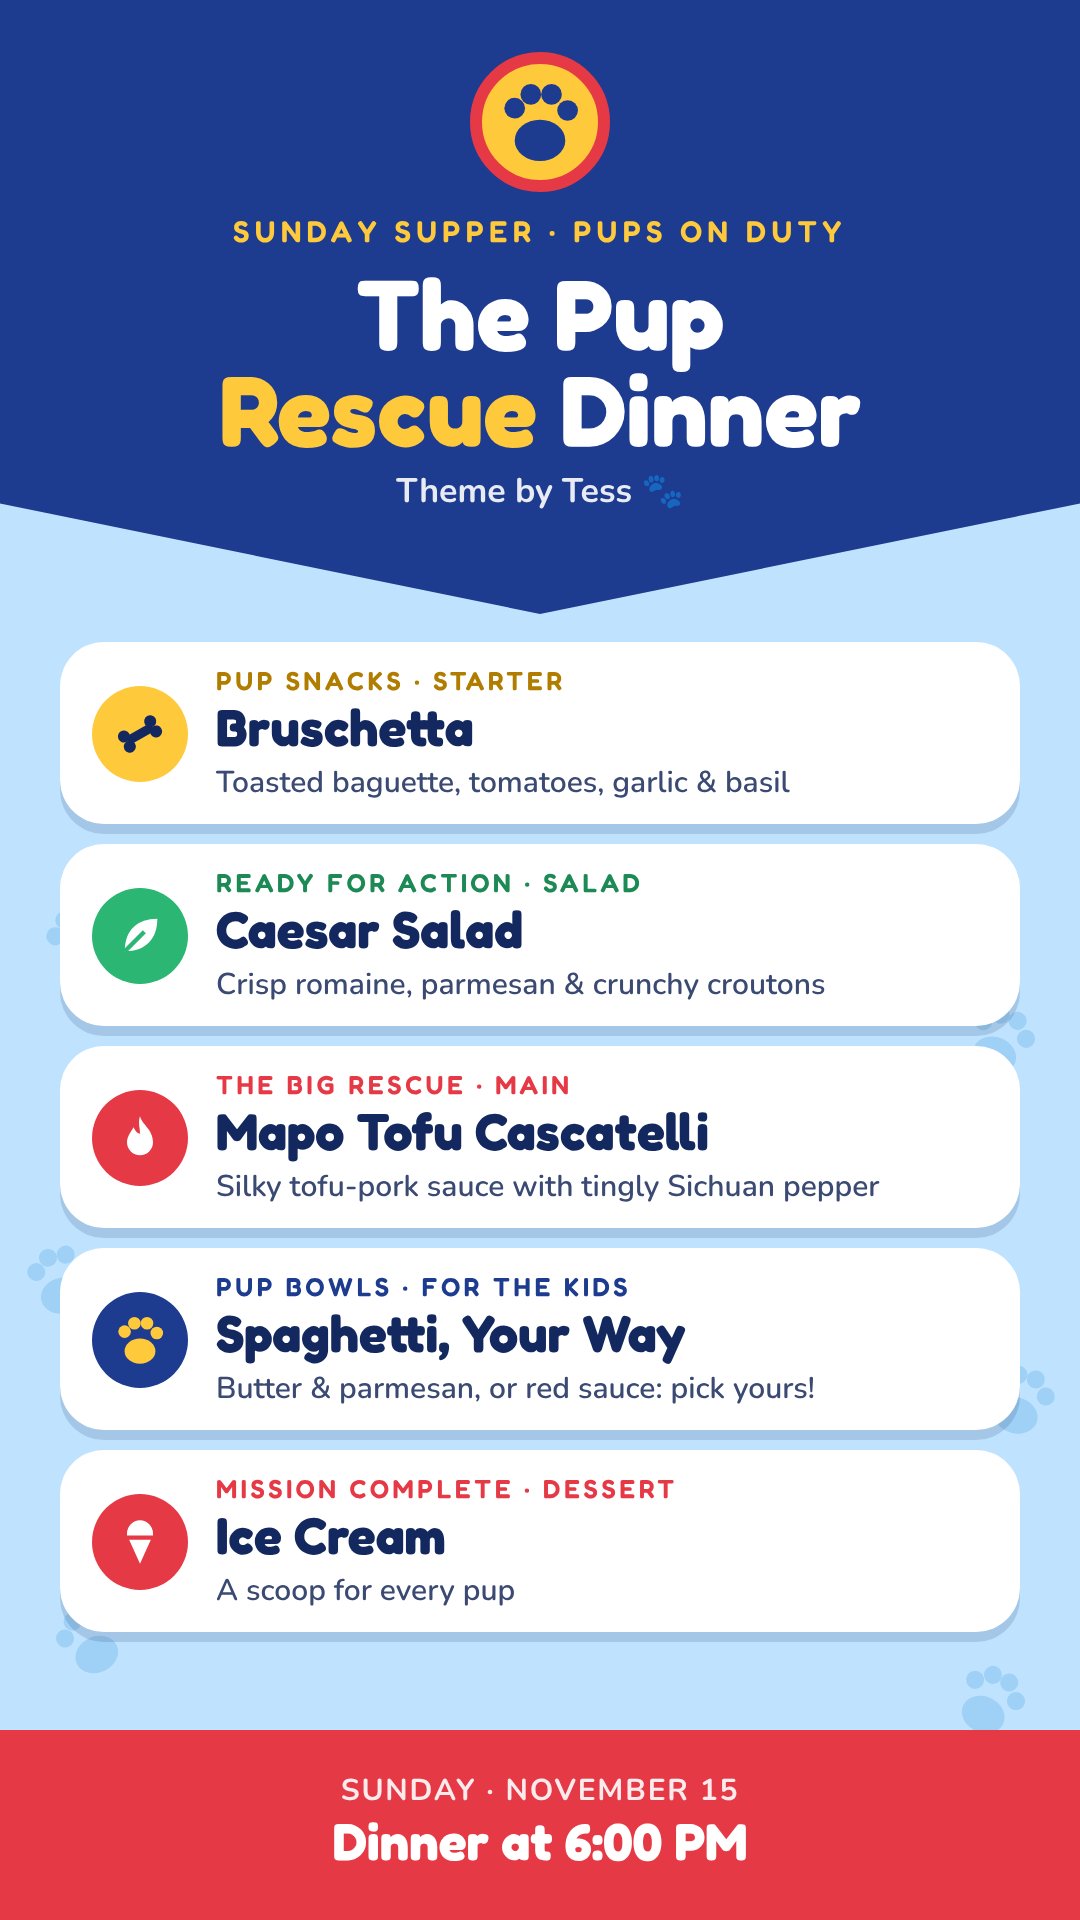 SUNDAY SUPPER · PUPS ON DUTY
The Pup
Rescue Dinner
Theme by Tess 🐾
PUP SNACKS · STARTER
Bruschetta
Toasted baguette, tomatoes, garlic & basil
READY FOR ACTION · SALAD
Caesar Salad
Crisp romaine, parmesan & crunchy croutons
THE BIG RESCUE · MAIN
Mapo Tofu Cascatelli
Silky tofu-pork sauce with tingly Sichuan pepper
PUP BOWLS · FOR THE KIDS
Spaghetti, Your Way
Butter & parmesan, or red sauce: pick yours!
MISSION COMPLETE · DESSERT
Ice Cream
A scoop for every pup
SUNDAY · NOVEMBER 15
Dinner at 6:00 PM